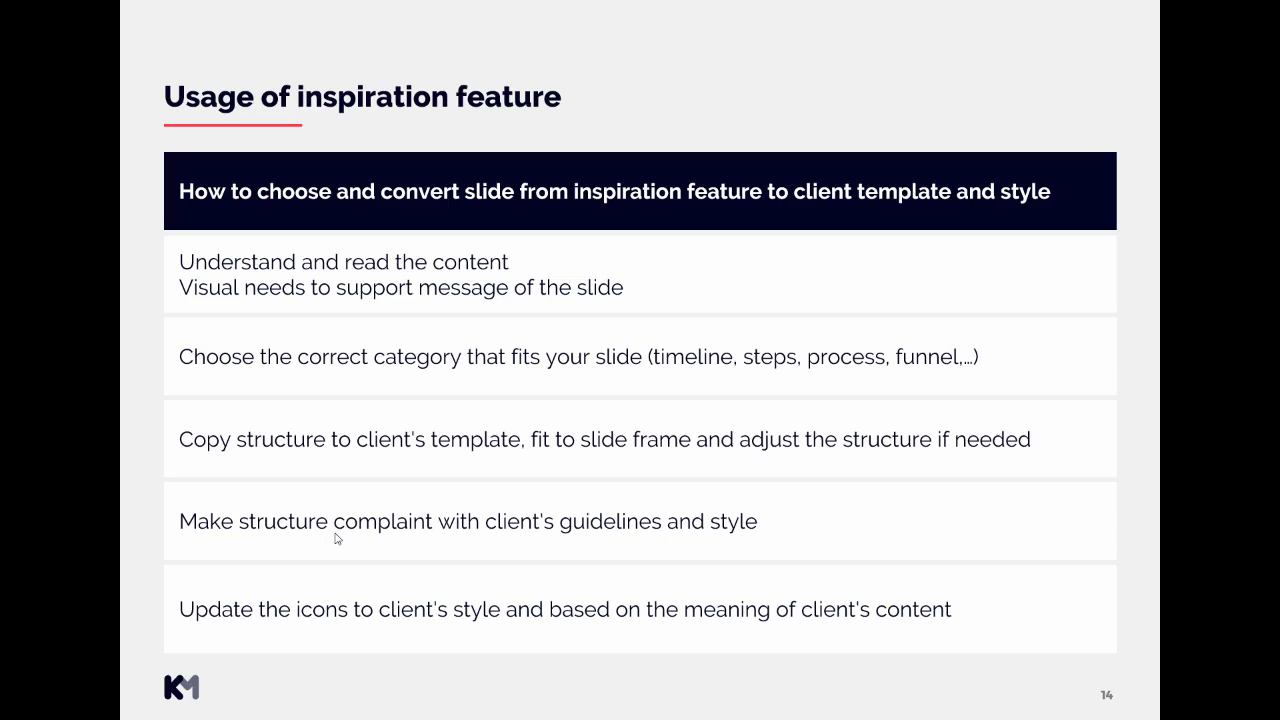 Usage of inspiration feature
How to choose and convert slide from inspiration feature to client template and style
Understand and read the content
Visual needs to support message of the slide
Choose the correct category that fits your slide (timeline, steps, process, funnel,...)
Copy structure to client's template, fit to slide frame and adjust the structure if needed
Make structure complaint with client's guidelines and style
Update the icons to client's style and based on the meaning of client's content
KM
14